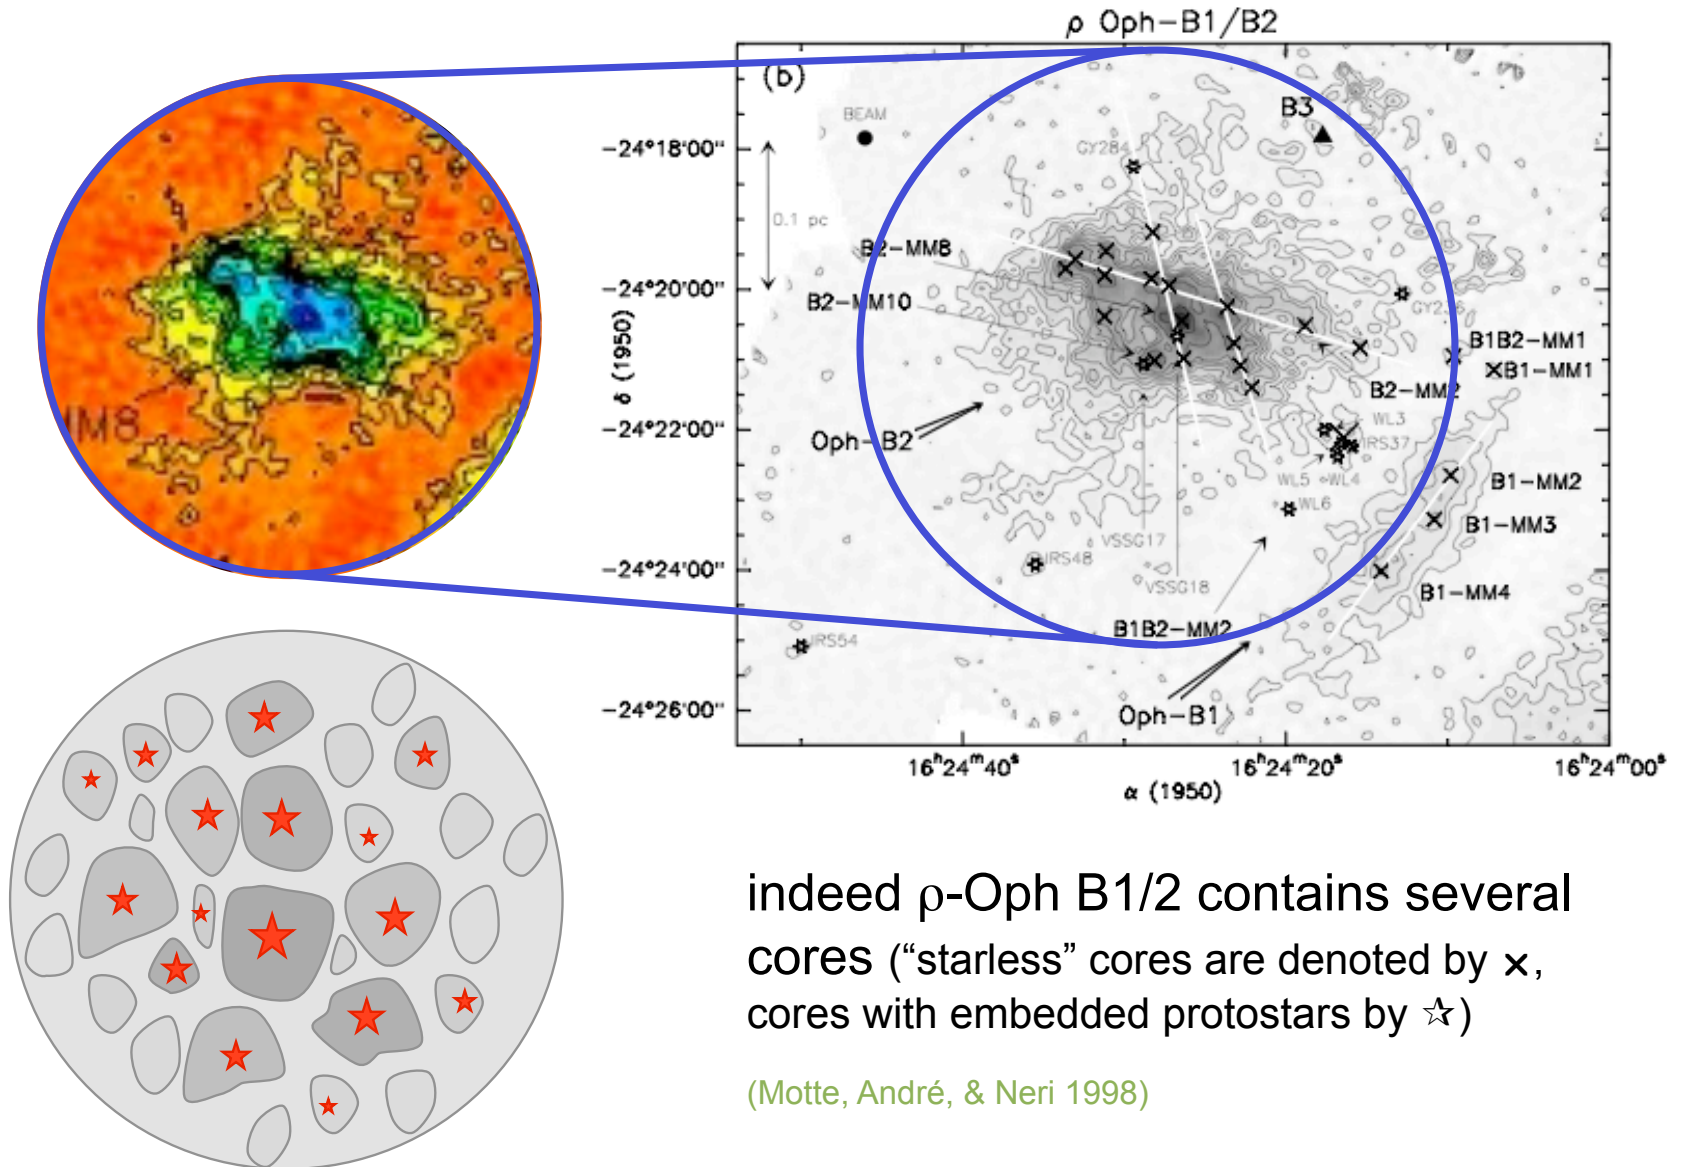 ρ Oph-B1/B2
(b)
BEAM
B3
-24°18'00"
GY284
0.1 pc
B2-MM8
-24°20'00"
B2-MM10
B1B2-MM1
B1-MM1
δ (1950)
B2-MM2
MM8
-24°22'00"
WL3
Oph-B2
IRS37
WL5
WL4
B1-MM2
WL6
B1-MM3
VSSG17
IRS48
-24°24'00"
VSSG18
B1-MM4
B1B2-MM2
IRS54
-24°26'00"
Oph-B1
16h24m40s
16h24m20s
16h24m00s
α (1950)
indeed ρ-Oph B1/2 contains several
cores (“starless” cores are denoted by ×,
cores with embedded protostars by ☆)
(Motte, André, & Neri 1998)